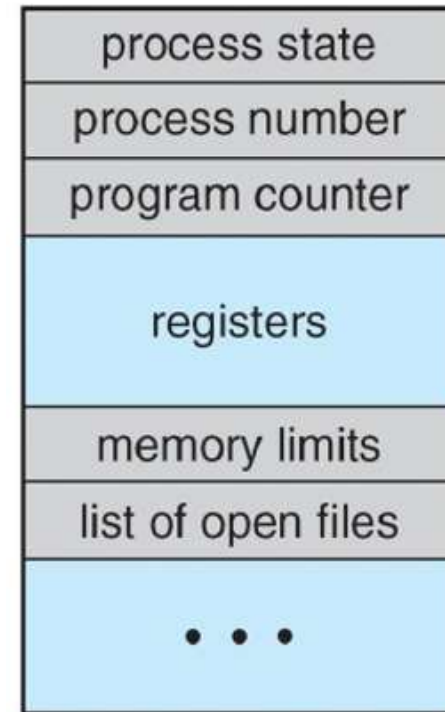 process state
process number
program counter
registers
memory limits
list of open files
• • •